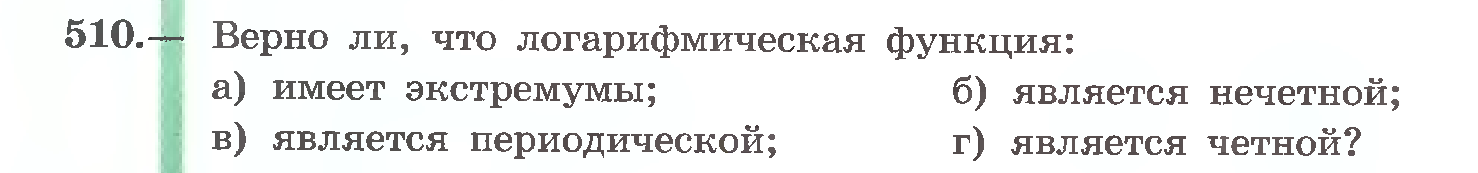 510.— Верно ли, что логарифмическая функция:
а) имеет экстремумы; б) является нечетной;
в) является периодической; г) является четной?